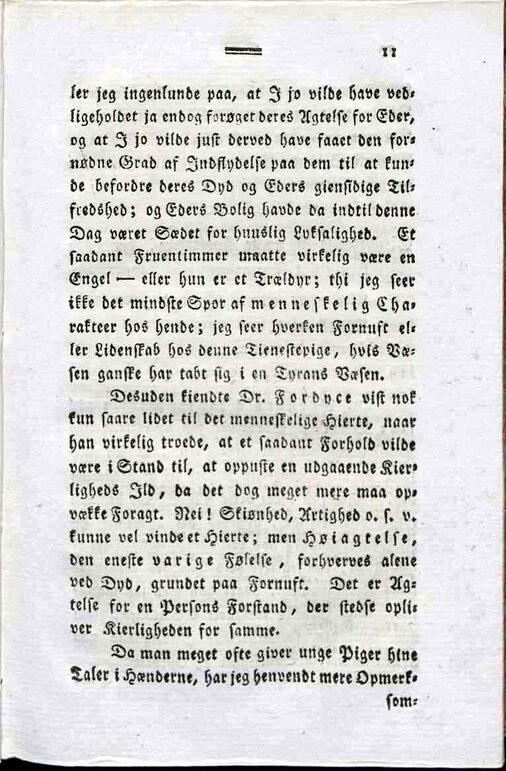 11
ler jeg ingenlunde paa, at I jo vilde have ved-
ligeholdet ja endog forøget deres Agtelse for Eder,
og at I jo vilde just derved have faaet den for-
nødne Grad af Indflydelse paa dem til at kun-
de befordre deres Dyd og Eders giensidige Til-
fredshed; og Eders Bolig havde da indtil denne
Dag været Sædet for huuslig Lyksalighed. Et
saadant Fruentimmer maatte virkelig være en
Engel — eller hun er et Trældyr; thi jeg seer
ikke det mindste Spor af menneskelig Cha-
rakteer hos hende; jeg seer hverken Fornuft el-
ler Lidenskab hos denne Tienestepige, hvis Væ-
sen ganske har tabt sig i en Tyrans Væsen.
Desuden kiendte Dr. Fordyce vist nok
kun saare lidet til det menneskelige Hierte, naar
han virkelig troede, at et saadant Forhold vilde
være i Stand til, at oppuste en udgaaende Kier-
ligheds Ild, da det dog meget mere maa op-
vække Foragt. Nei! Skiønhed, Artighed o. s. v.
kunne vel vinde et Hierte; men Høiagtelse,
den eneste varige Følelse, forhverves alene
ved Dyd, grundet paa Fornuft. Det er Ag-
telse for en Persons Forstand, der stedse opli-
ver Kierligheden for samme.
Da man meget ofte giver unge Piger hine
Taler i Hænderne, har jeg henvendt mere Opmerk-
som-